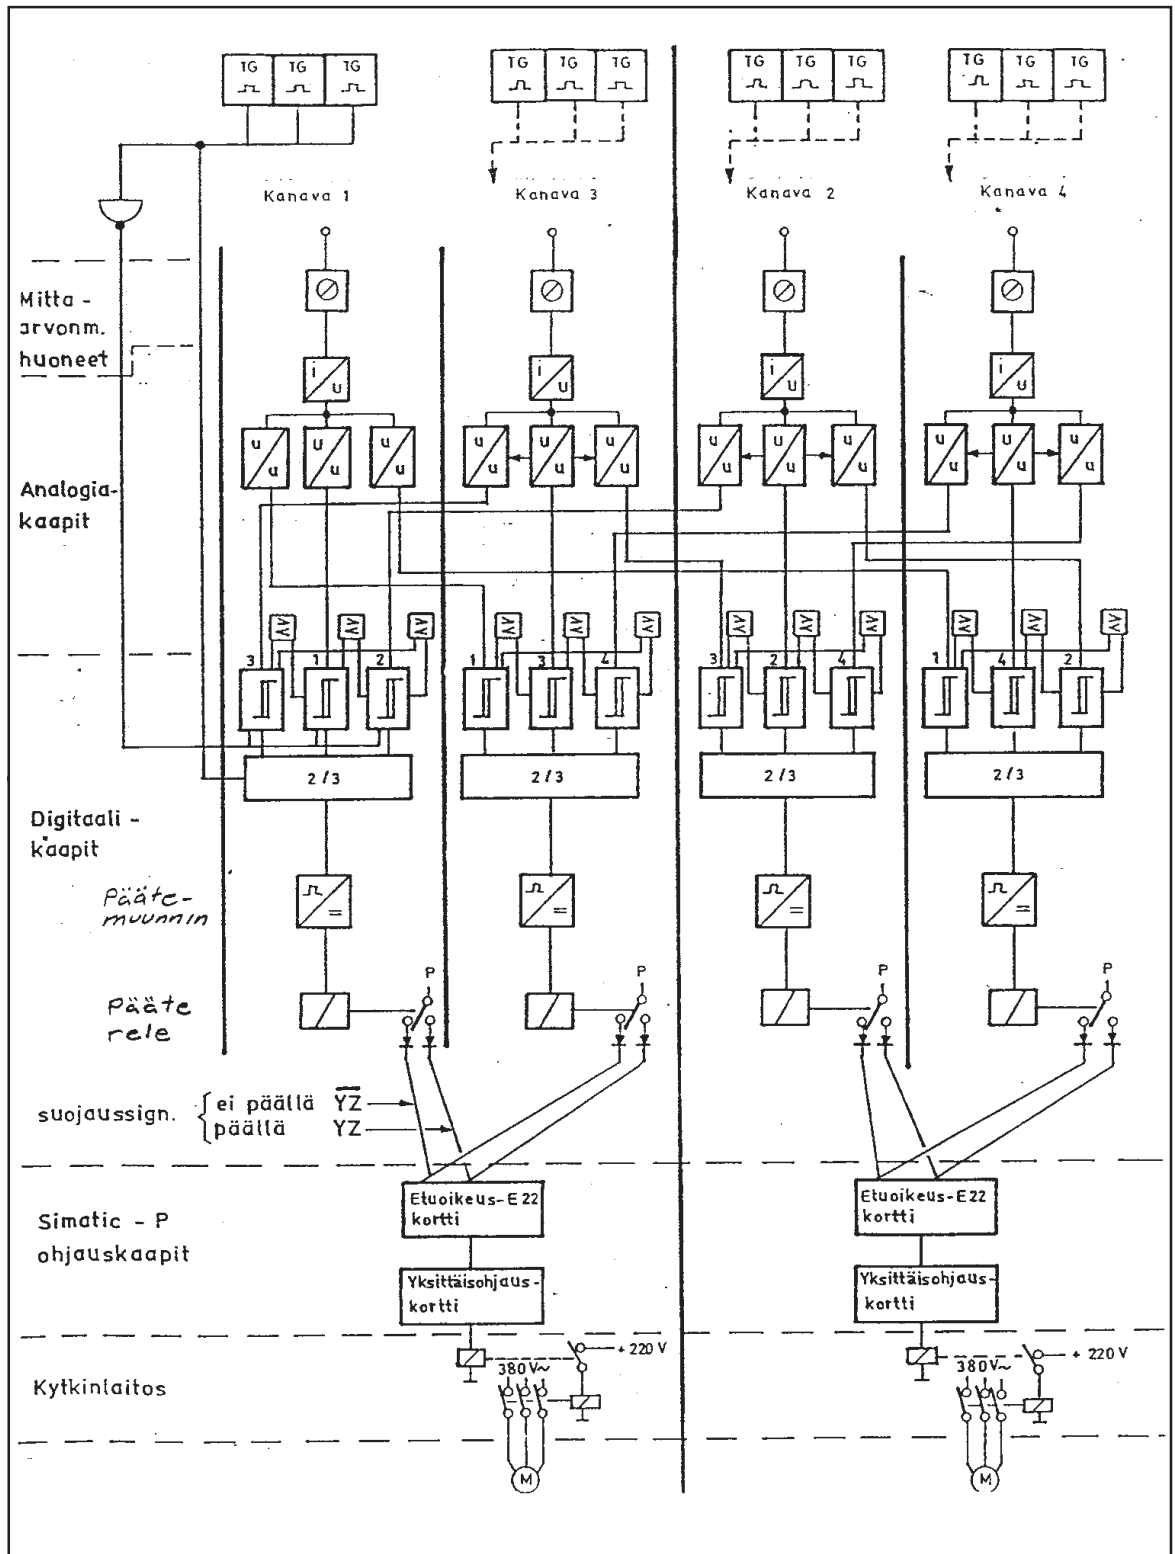 TG TG TG TG TG TG TG TG TG TG TG TG
Kanava 1 Kanava 3 Kanava 2 Kanava 4
Mitta -
arvonm.
huoneet
i U i U i U i U
u u U U u u u u u u u u u u u u u u u u u u u u
Analogia-
kaapit
3 1 2 1 3 4 3 2 4 1 4 2
2/3 2/3 2/3 2/3
Digitaali -
kaapit
Pääte-
muunnin
P P P P
Pääte
rele
suojaussign. ei päällä YZ
päällä YZ
Simatic - P
ohjauskaapit
Etuoikeus-E22
kortti
Etuoikeus-E22
kortti
Yksittäisohjaus-
kortti
Yksittäisohjaus-
kortti
+ 220 V + 220 V
380 V~ 380 V~
Kytkinlaitos
M M